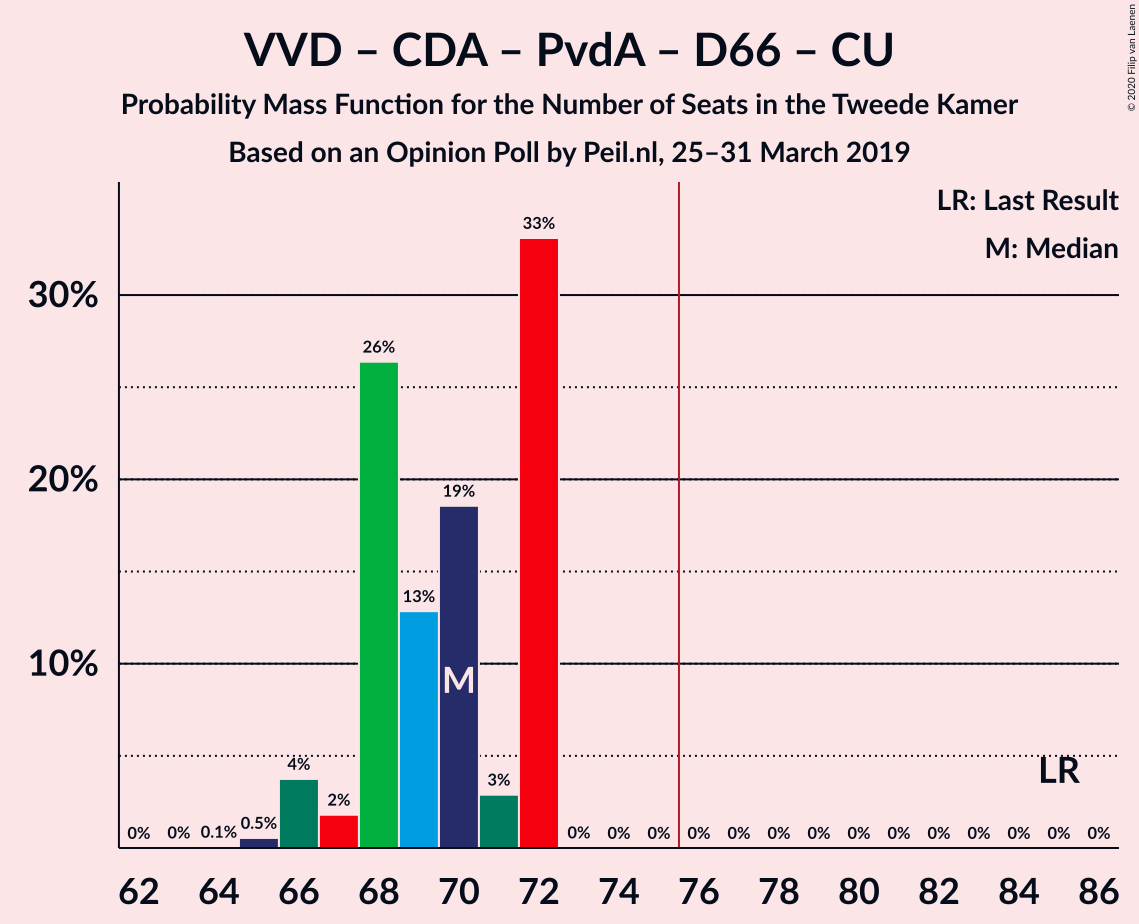 VVD – CDA – PvdA – D66 – CU
Probability Mass Function for the Number of Seats in the Tweede Kamer
Based on an Opinion Poll by Peil.nl, 25–31 March 2019
© 2020 Filip van Laenen
LR: Last Result
M: Median
33%
30%
26%
20%
19%
13%
10%
M
LR
4%
3%
2%
0% 0% 0.1% 0.5% 0% 0% 0% 0% 0% 0% 0% 0% 0% 0% 0% 0% 0% 0%
62 64 66 68 70 72 74 76 78 80 82 84 86